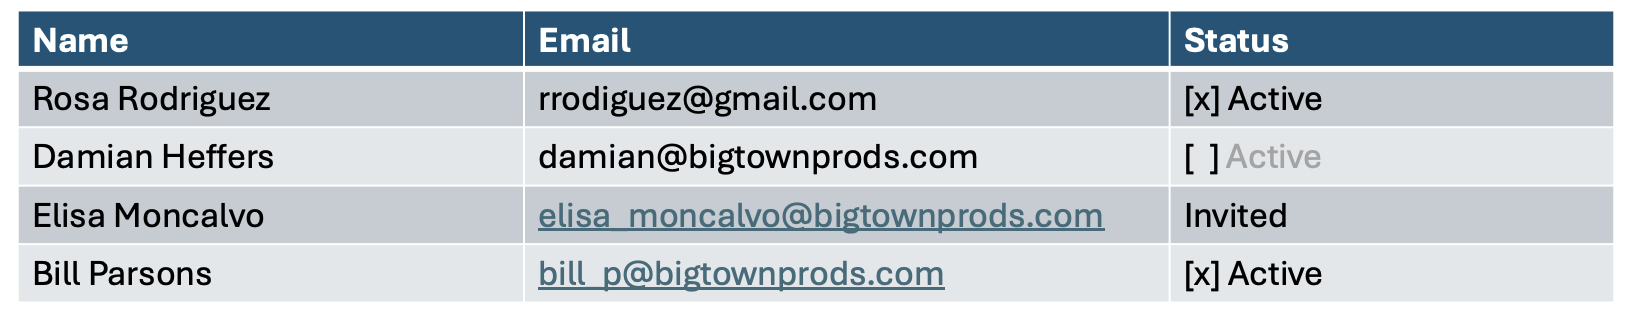 Name Email Status
Rosa Rodriguez rrodiguez@gmail.com [x] Active
Damian Heffers damian@bigtownprods.com [ ] Active
Elisa Moncalvo elisa_moncalvo@bigtownprods.com Invited
Bill Parsons bill_p@bigtownprods.com [x] Active